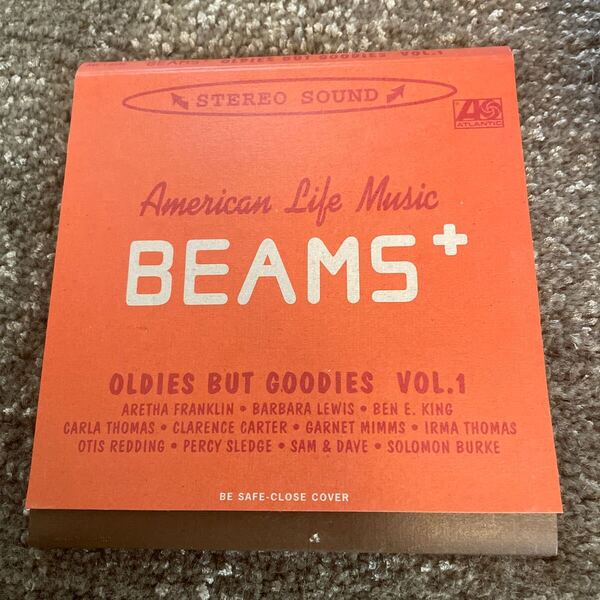 BEAMS OLDIES BUT GOODIES VOL.1
STEREO SOUND
ATLANTIC
American Life Music
BEAMS+
OLDIES BUT GOODIES VOL.1
ARETHA FRANKLIN • BARBARA LEWIS • BEN E. KING
CARLA THOMAS • CLARENCE CARTER • GARNET MIMMS • IRMA THOMAS
OTIS REDDING • PERCY SLEDGE • SAM & DAVE • SOLOMON BURKE
BE SAFE-CLOSE COVER